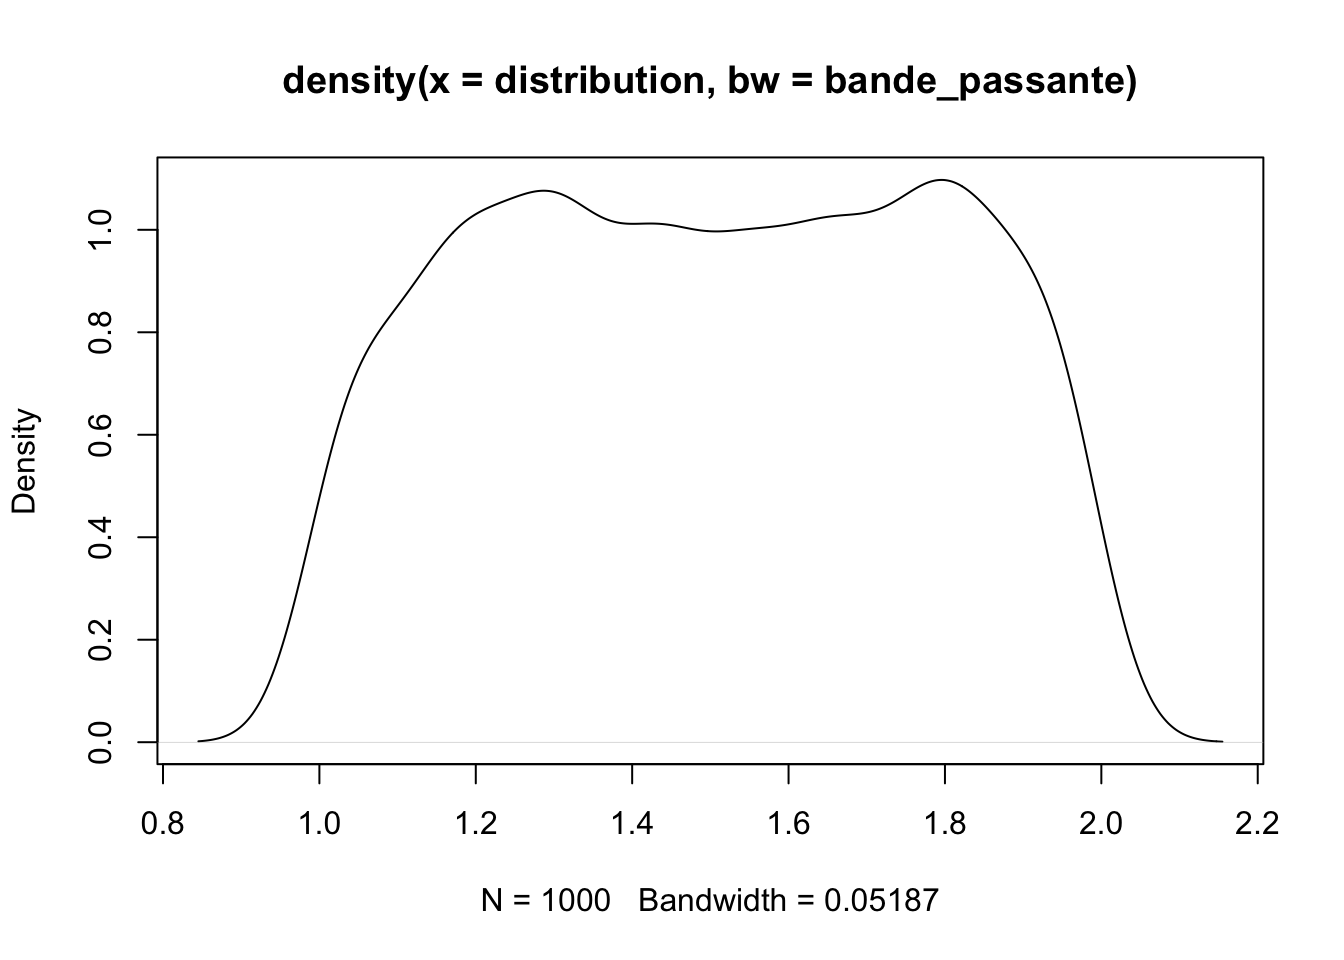 density(x = distribution, bw = bande_passante)
Density
1.0
0.8
0.6
0.4
0.2
0.0
0.8 1.0 1.2 1.4 1.6 1.8 2.0 2.2
N = 1000 Bandwidth = 0.05187